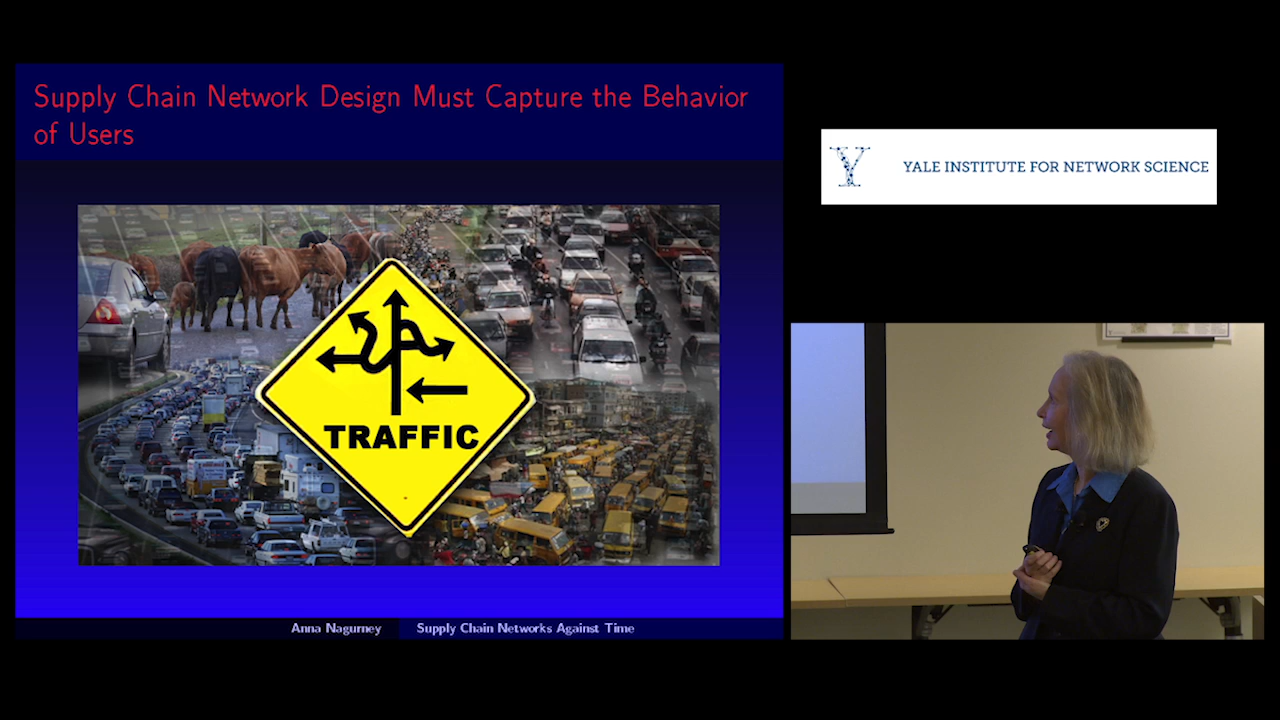 Supply Chain Network Design Must Capture the Behavior
of Users
TRAFFIC
Anna Nagurney
Supply Chain Networks Against Time
YALE INSTITUTE FOR NETWORK SCIENCE